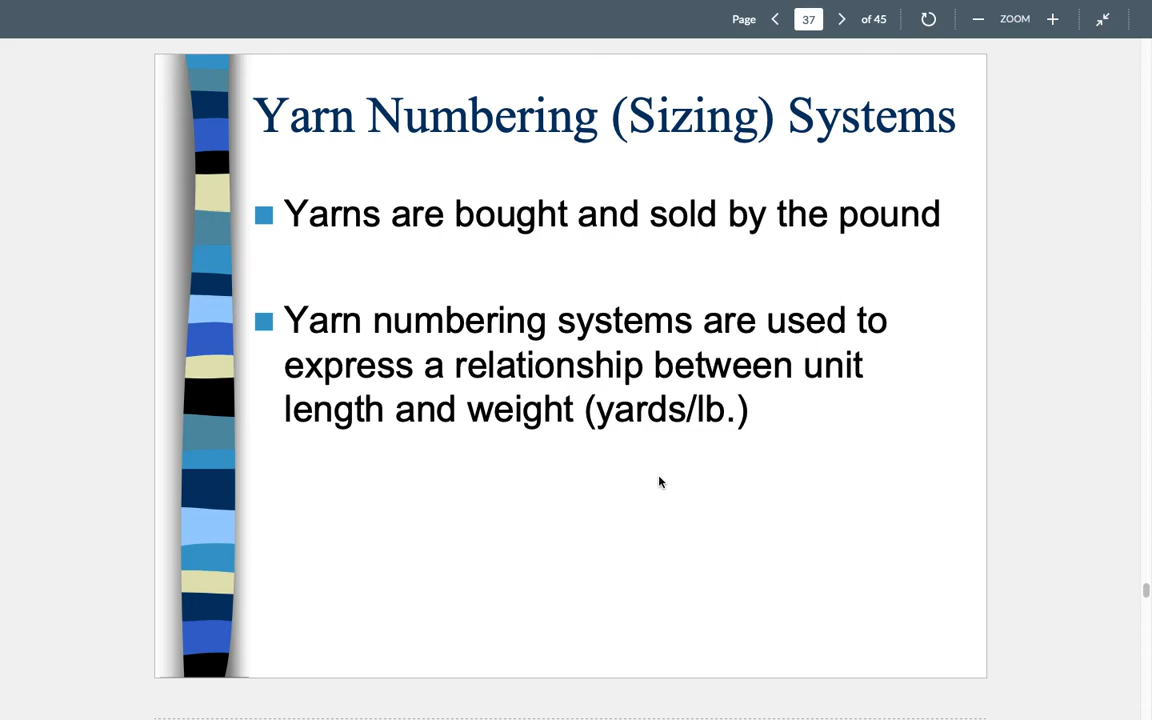 Page 37 of 45 ZOOM
Yarn Numbering (Sizing) Systems
Yarns are bought and sold by the pound
Yarn numbering systems are used to
express a relationship between unit
length and weight (yards/lb.)